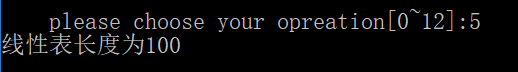 please choose your opreation[0~12]:5
线性表长度为100